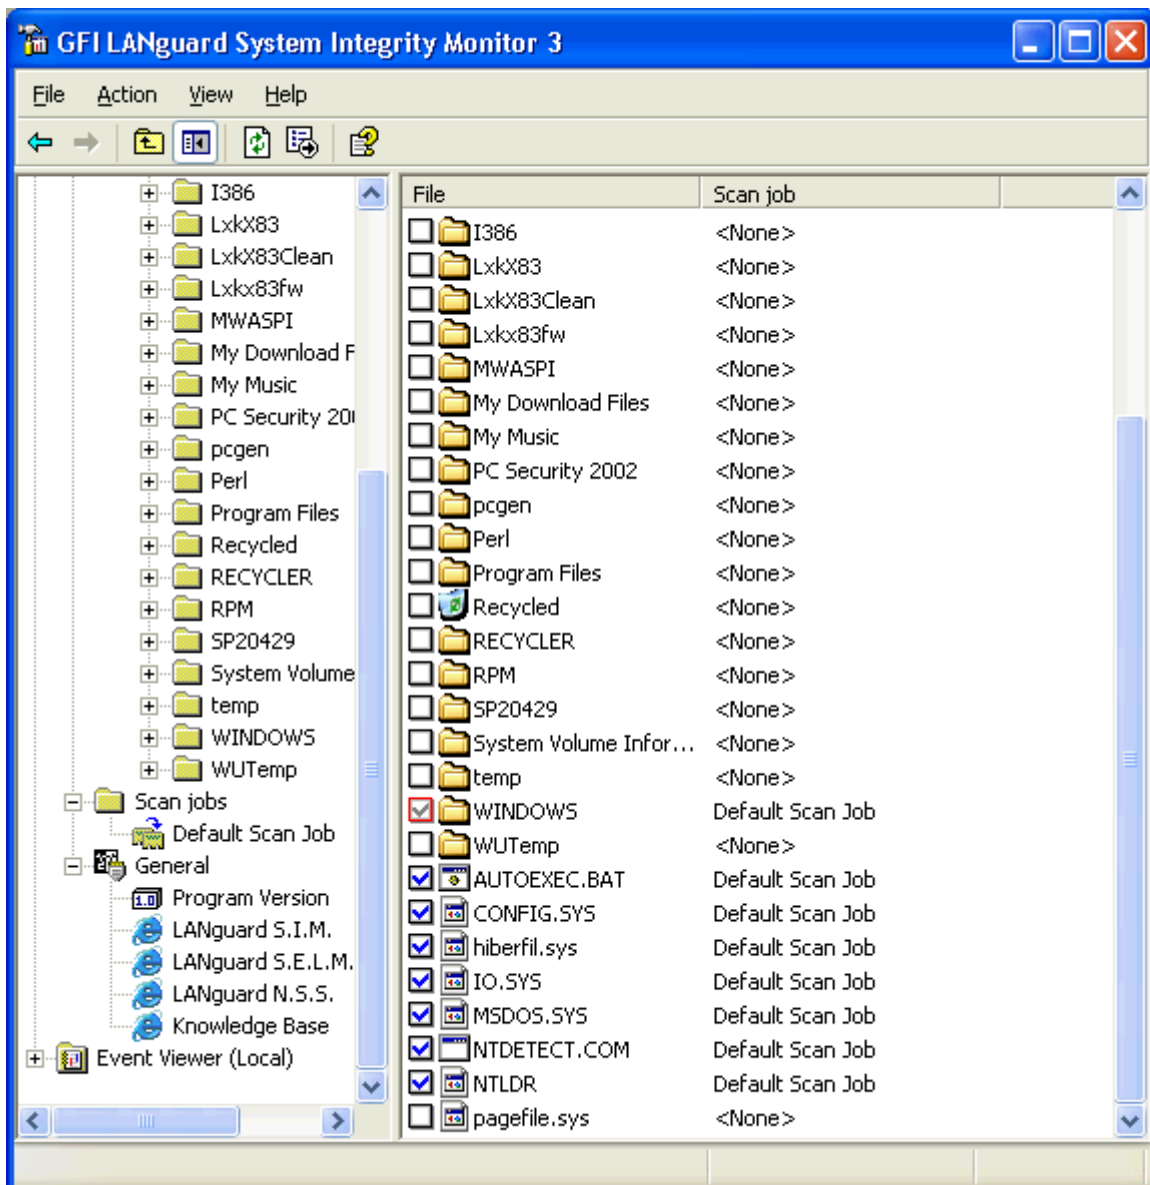 GFI LANguard System Integrity Monitor 3
File Action View Help
I386
LxkX83
LxkX83Clean
Lxkx83fw
MWASPI
My Download F
My Music
PC Security 200
pcgen
Perl
Program Files
Recycled
RECYCLER
RPM
SP20429
System Volume
temp
WINDOWS
WUTemp
Scan jobs
Default Scan Job
General
1.0 Program Version
LANguard S.I.M.
LANguard S.E.L.M.
LANguard N.S.S.
Knowledge Base
Event Viewer (Local)
File Scan job
I386 <None>
LxkX83 <None>
LxkX83Clean <None>
Lxkx83fw <None>
MWASPI <None>
My Download Files <None>
My Music <None>
PC Security 2002 <None>
pcgen <None>
Perl <None>
Program Files <None>
Recycled <None>
RECYCLER <None>
RPM <None>
SP20429 <None>
System Volume Infor... <None>
temp <None>
WINDOWS Default Scan Job
WUTemp <None>
AUTOEXEC.BAT Default Scan Job
CONFIG.SYS Default Scan Job
hiberfil.sys Default Scan Job
IO.SYS Default Scan Job
MSDOS.SYS Default Scan Job
NTDETECT.COM Default Scan Job
NTLDR Default Scan Job
pagefile.sys <None>